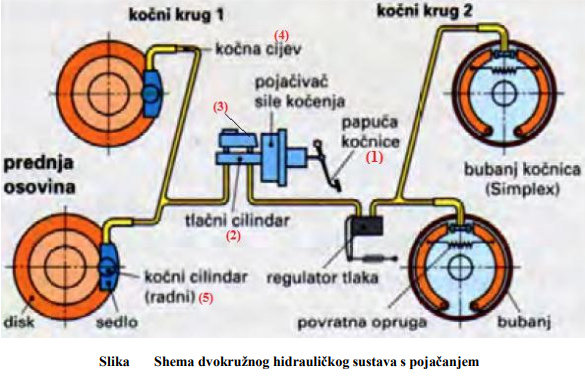 kočni krug 1
kočni krug 2
(4)
kočna cijev
(3)
pojačivač
sile kočenja
papuča
kočnice
(1)
prednja
osovina
bubanj kočnica
(Simplex)
tlačni cilindar
(2)
kočni cilindar
(radni) (5)
regulator tlaka
disk
sedlo
povratna opruga
bubanj
Slika Shema dvokružnog hidrauličkog sustava s pojačanjem